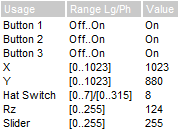 Usage Range Lg/Ph Value
Button 1 Off..On On
Button 2 Off..On On
Button 3 Off..On On
X [0..1023] 1023
Y [0..1023] 880
Hat Switch [0..7]/[0..315] 8
Rz [0..255] 124
Slider [0..255] 255